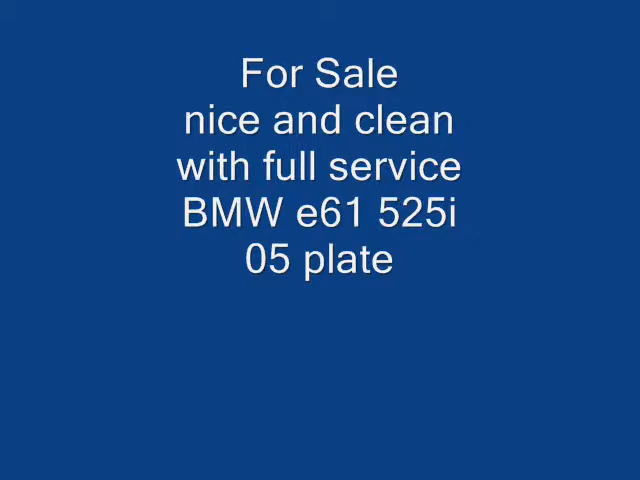 For Sale
nice and clean
with full service
BMW e61 525i
05 plate